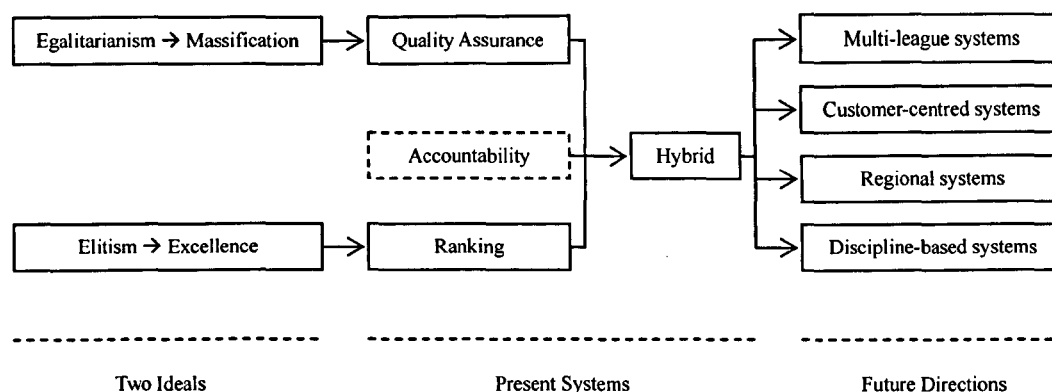 Egalitarianism → Massification
Quality Assurance
Multi-league systems
Customer-centred systems
Accountability
Hybrid
Regional systems
Elitism → Excellence
Ranking
Discipline-based systems
Two Ideals
Present Systems
Future Directions